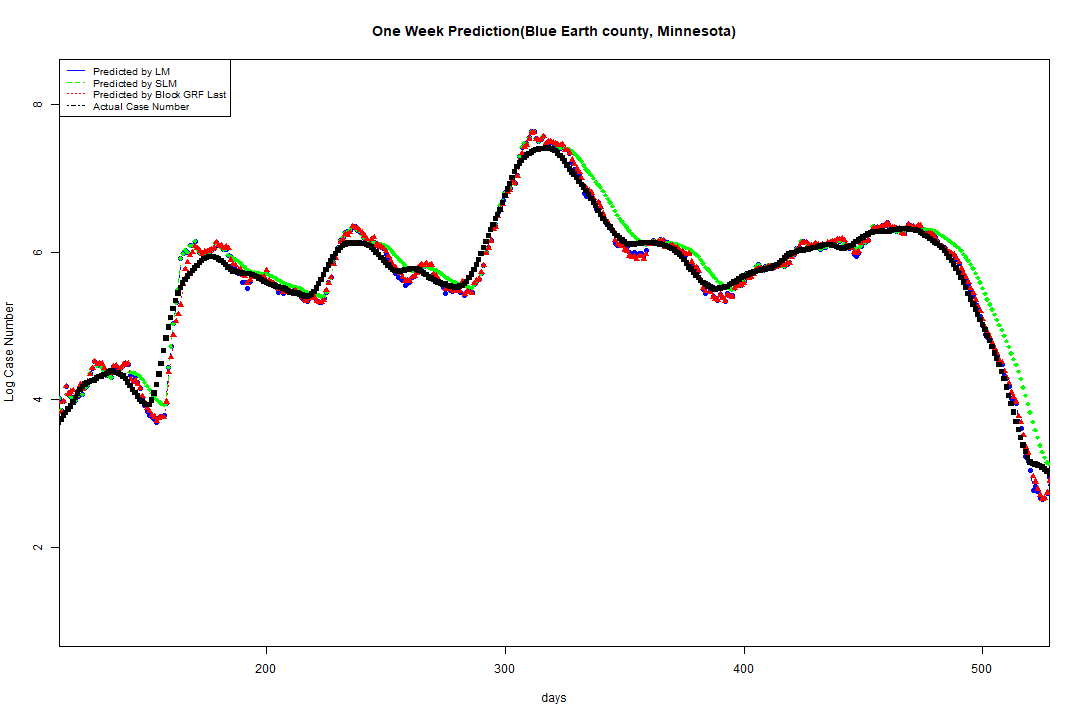 One Week Prediction(Blue Earth county, Minnesota)
Predicted by LM
Predicted by SLM
Predicted by Block GRF Last
Actual Case Number
8
6
4
2
Log Case Number
200
300
400
500
days